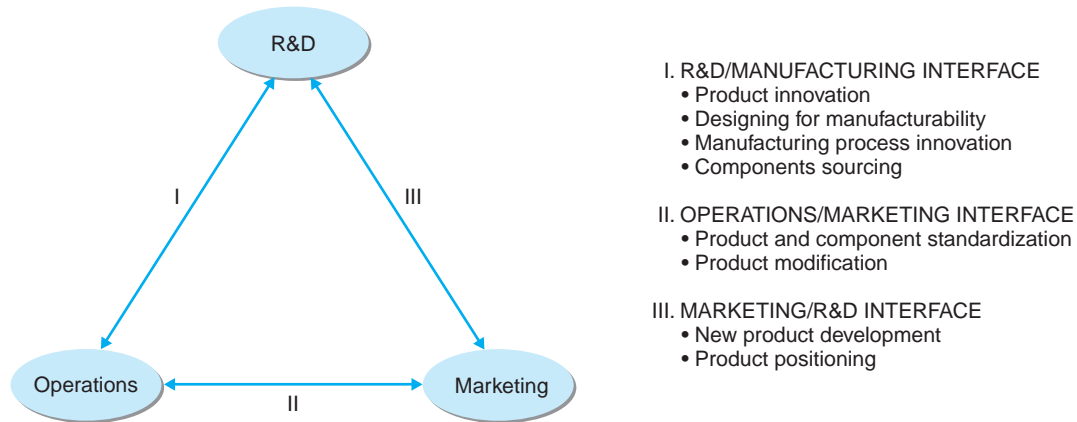 R&D
I
III
Operations
II
Marketing
I. R&D/MANUFACTURING INTERFACE
• Product innovation
• Designing for manufacturability
• Manufacturing process innovation
• Components sourcing
II. OPERATIONS/MARKETING INTERFACE
• Product and component standardization
• Product modification
III. MARKETING/R&D INTERFACE
• New product development
• Product positioning